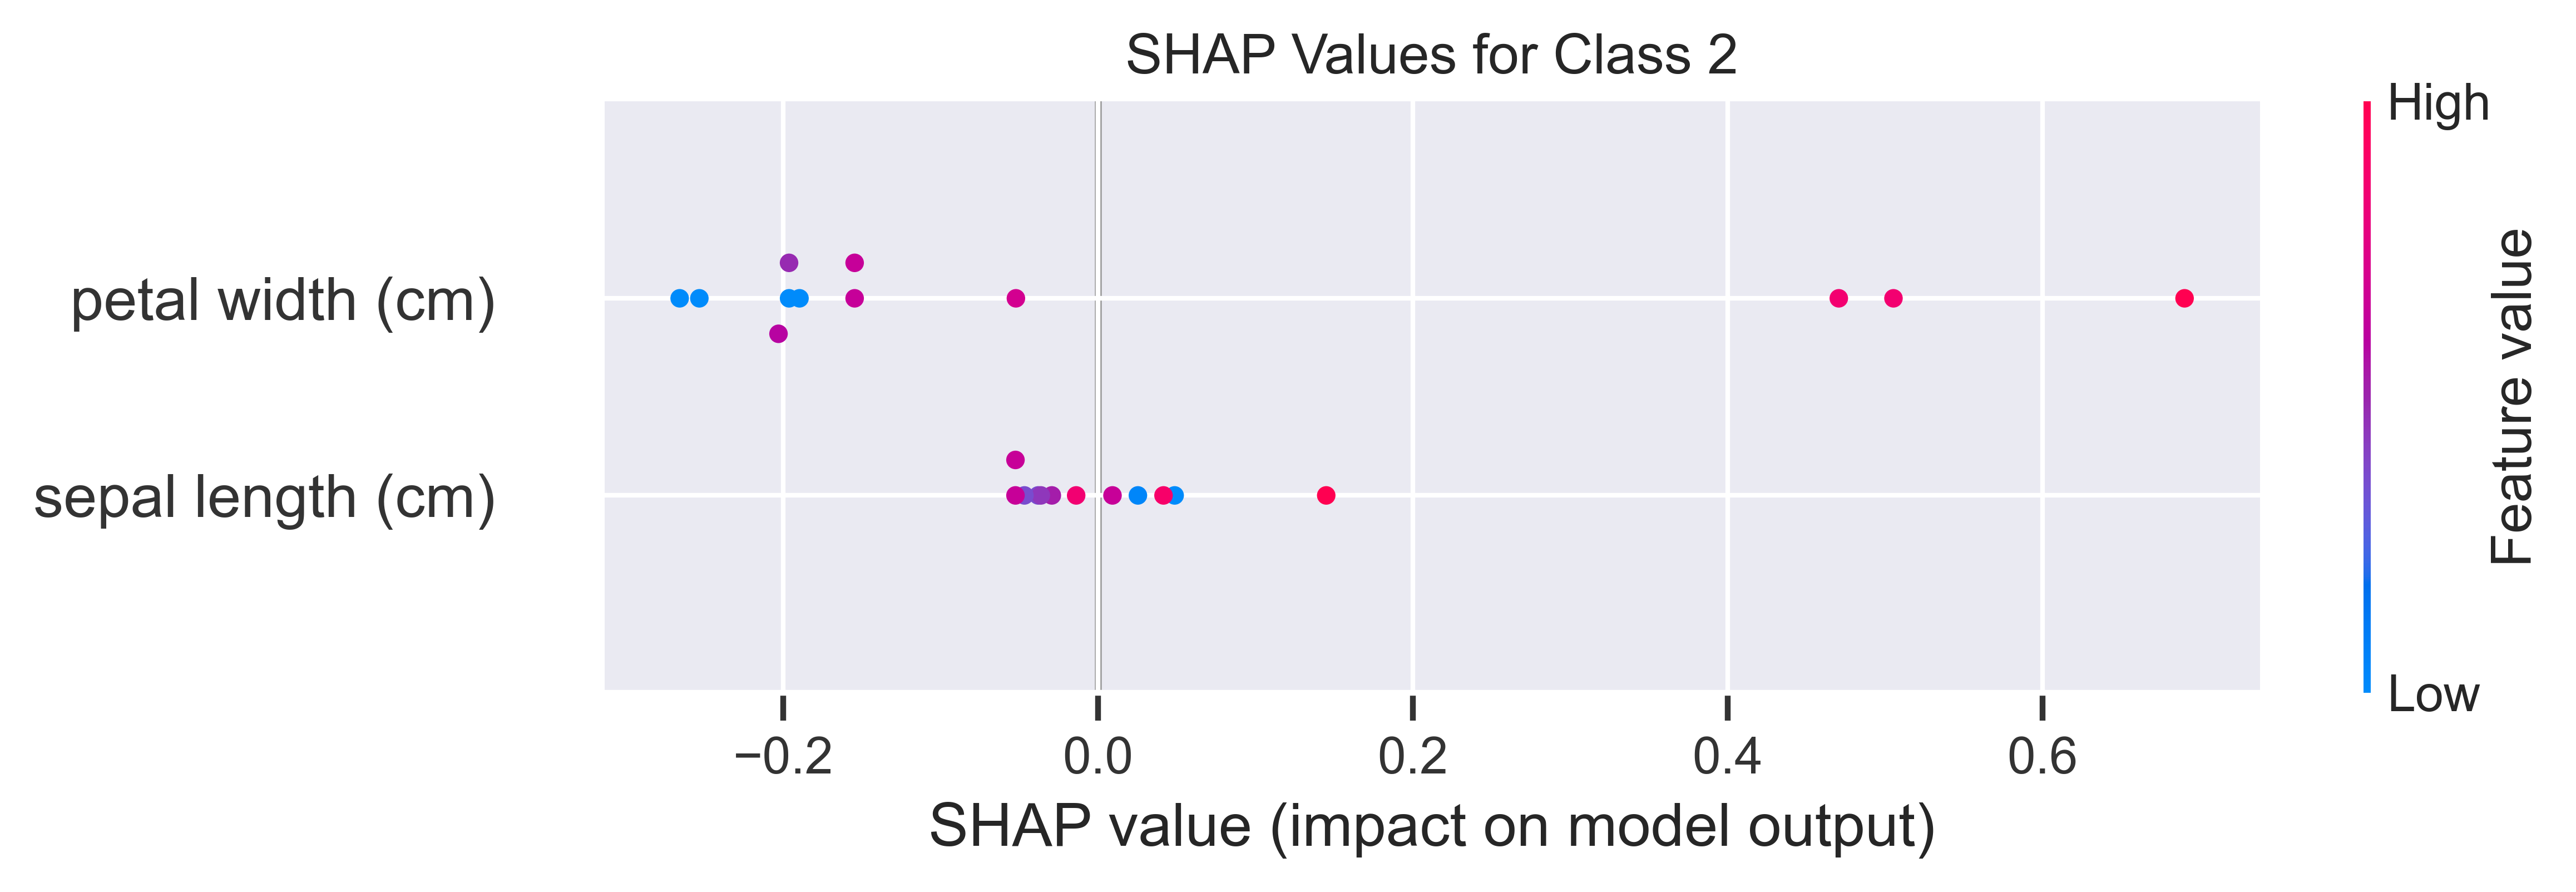 SHAP Values for Class 2
High
petal width (cm)
sepal length (cm)
Feature value
Low
−0.2
0.0
0.2
0.4
0.6
SHAP value (impact on model output)